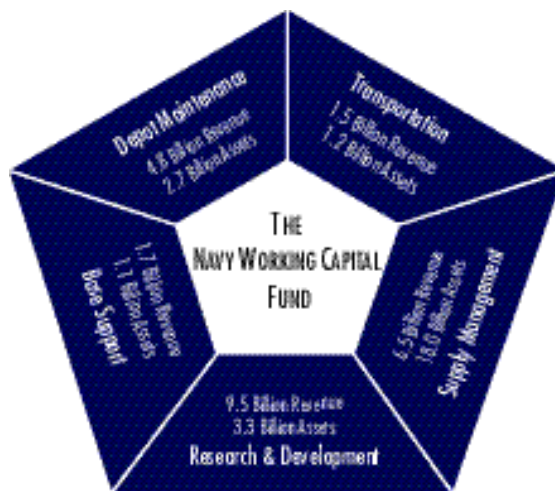 Depot Maintenance
4.8 Billion Revenue
2.7 Billion Assets
Transportation
1.5 Billion Revenue
1.2 Billion Assets
THE
NAVY WORKING CAPITAL
FUND
1.7 Billion Revenue
1.1 Billion Assets
Base Support
6.5 Billion Revenue
18.0 Billion Assets
Supply Management
9.5 Billion Revenue
3.3 Billion Assets
Research & Development